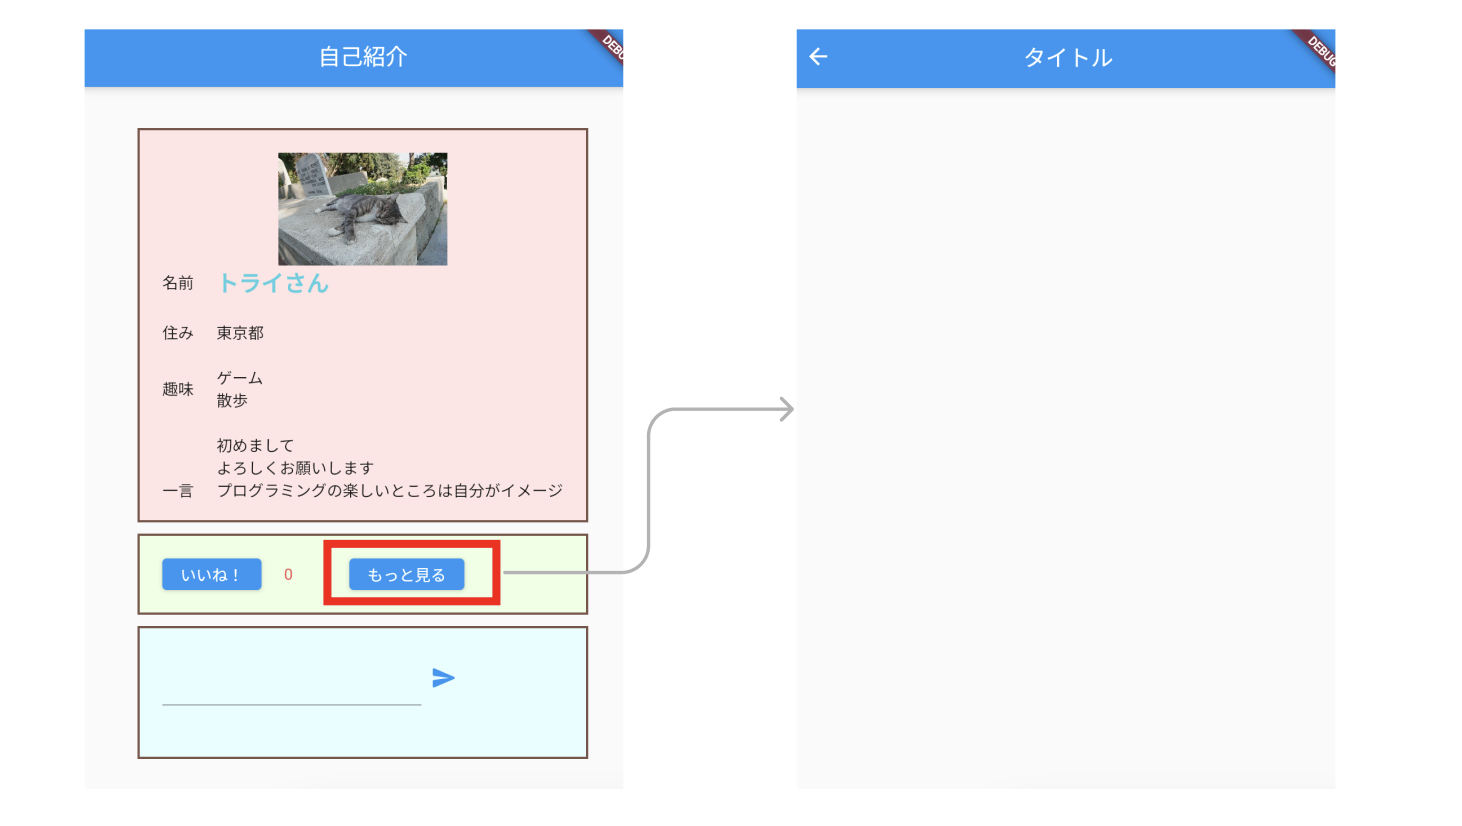 自己紹介
DEBU
名前 トライさん
住み 東京都
趣味 ゲーム
散歩
初めまして
よろしくお願いします
一言 プログラミングの楽しいところは自分がイメージ
いいね! 0 もっと見る
タイトル
DEBUG